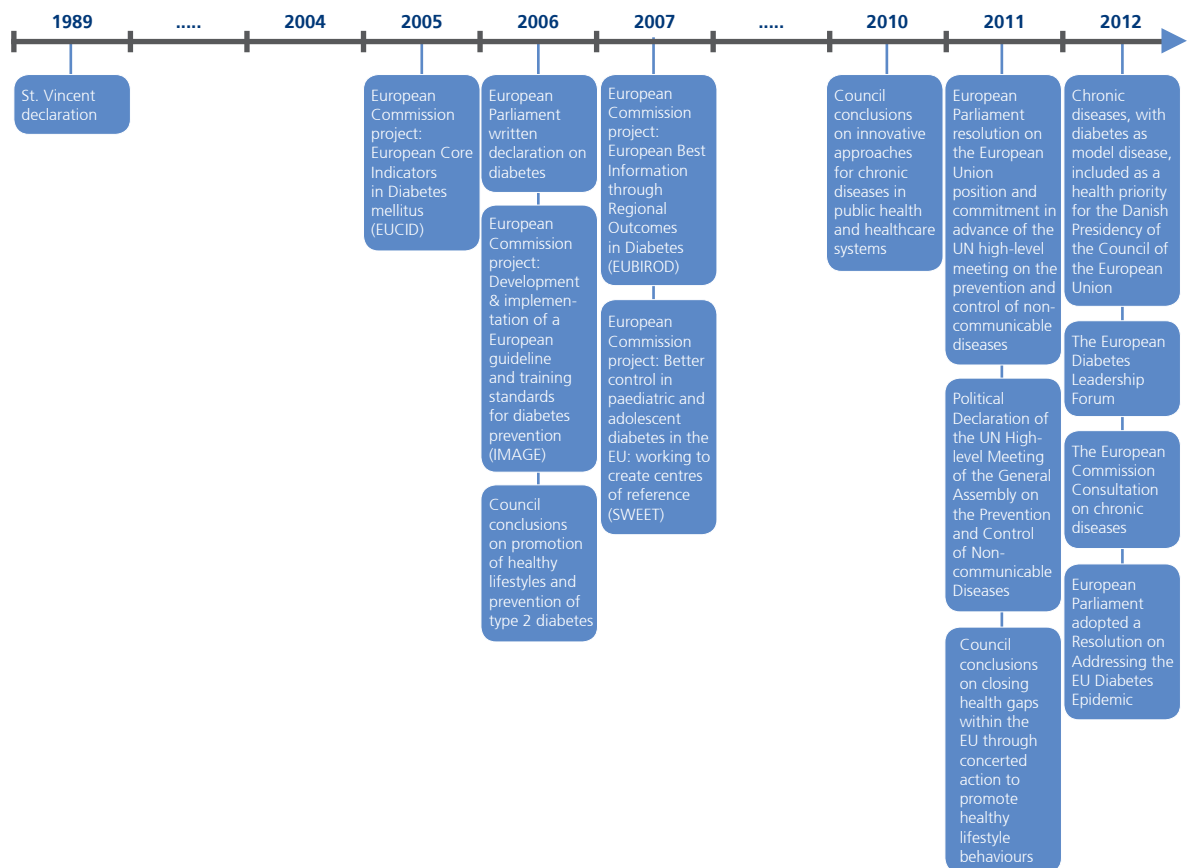 1989
.....
2004
2005
2006
2007
.....
2010
2011
2012
St. Vincent
declaration
European
Commission
project:
European Core
Indicators
in Diabetes
mellitus
(EUCID)
European
Parliament
written
declaration on
diabetes
European
Commission
project:
Development
& implemen-
tation of a
European
guideline
and training
standards
for diabetes
prevention
(IMAGE)
Council
conclusions
on promotion
of healthy
lifestyles and
prevention of
type 2 diabetes
European
Commission
project:
European Best
Information
through
Regional
Outcomes
in Diabetes
(EUBIROD)
European
Commission
project: Better
control in
paediatric and
adolescent
diabetes in the
EU: working to
create centres
of reference
(SWEET)
Council
conclusions
on innovative
approaches
for chronic
diseases in
public health
and healthcare
systems
European
Parliament
resolution on
the European
Union
position and
commitment in
advance of the
UN high-level
meeting on the
prevention and
control of non-
communicable
diseases
Political
Declaration of
the UN High-
level Meeting
of the General
Assembly on
the Prevention
and Control
of Non-
communicable
Diseases
Council
conclusions
on closing
health gaps
within the
EU through
concerted
action to
promote
healthy
lifestyle
behaviours
Chronic
diseases, with
diabetes as
model disease,
included as a
health priority
for the Danish
Presidency of
the Council of
the European
Union
The European
Diabetes
Leadership
Forum
The European
Commission
Consultation
on chronic
diseases
European
Parliament
adopted a
Resolution on
Addressing the
EU Diabetes
Epidemic